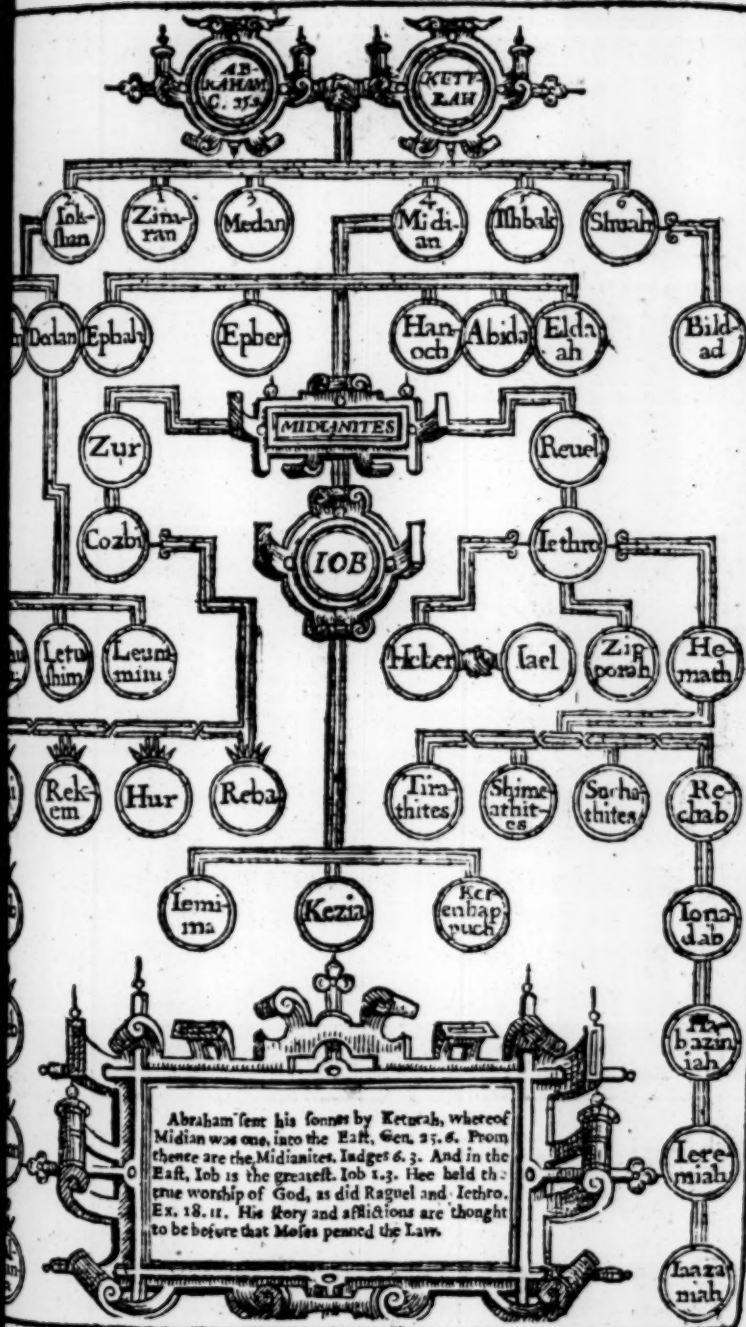 AB-
RAHAM
C. 25.2.
KETV-
RAH
2
Iok-
shun
1
Zim-
ran
3
Medan
4
Midi-
an
5
Ishbak
6
Shuah
Dedan
Ephah
Epher
Han-
och
Abida
Elda
ah
Bild-
ad
MIDIANITES
Zur
Reuel
Cozbi
IOB
Iethro
Letu
shim
Leum
mim
Heber
Iael
Zip
porah
He-
math
Rek-
em
Hur
Reba
Tira-
thites
Shime
athit-
es
Sucha
thites
Re-
chab
Iemi-
ma
Kezia
Ker
enhap
puch
Iona
dab
Ha-
bazin
iah
Abraham ſent his ſonnes by Keturah, whereof
Midian was one, into the Eaſt, Gen. 25.6. From
thence are the Midianites. Iudges 6.3. And in the
Eaſt, Iob is the greateſt. Iob 1.3. Hee held the
true worship of God, as did Raguel and Iethro.
Ex. 18.11. His ſtory and afflictions are thought
to be before that Moſes penned the Law.
Iere-
miah
Iaaza
niah